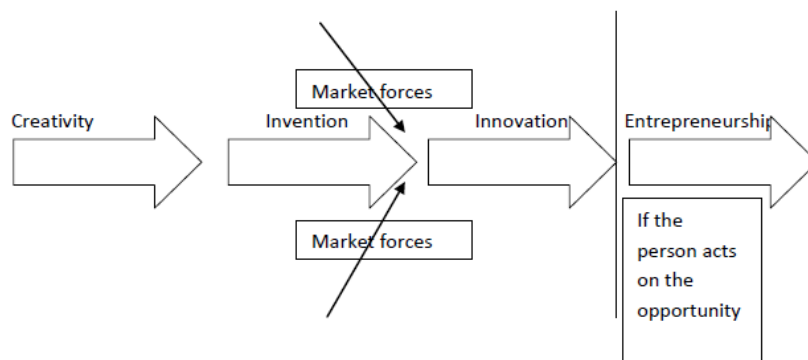 Market forces
Creativity
Invention
Innovation
Entrepreneurship
Market forces
If the
person acts
on the
opportunity